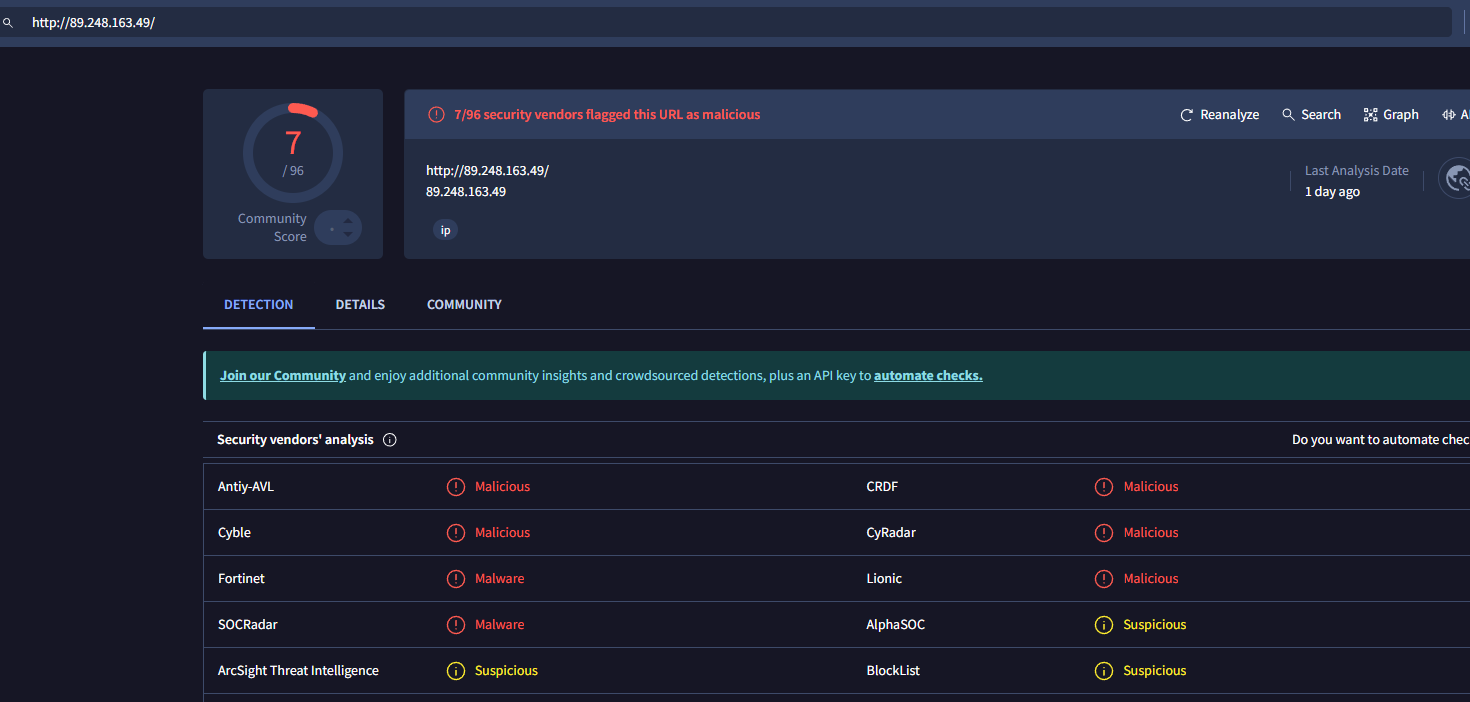 http://89.248.163.49/
7
/ 96
Community
Score
7/96 security vendors flagged this URL as malicious
Reanalyze
Search
Graph
http://89.248.163.49/
89.248.163.49
ip
Last Analysis Date
1 day ago
DETECTION
DETAILS
COMMUNITY
Join our Community and enjoy additional community insights and crowdsourced detections, plus an API key to automate checks.
Security vendors' analysis
Do you want to automate chec
Antiy-AVL Malicious CRDF Malicious
Cyble Malicious CyRadar Malicious
Fortinet Malware Lionic Malicious
SOCRadar Malware AlphaSOC Suspicious
ArcSight Threat Intelligence Suspicious BlockList Suspicious